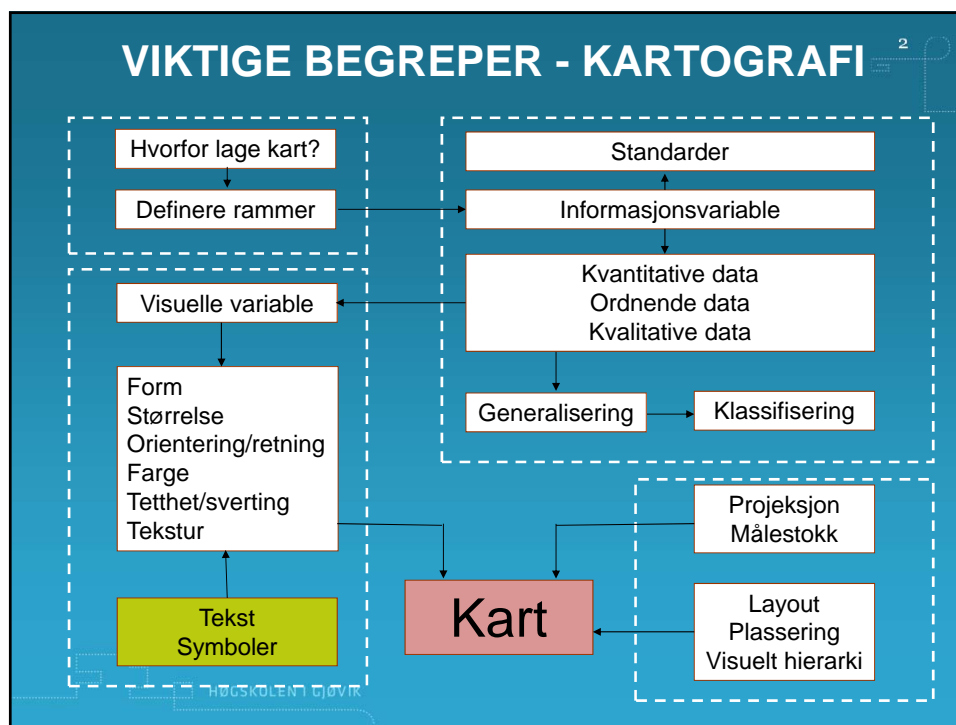 VIKTIGE BEGREPER - KARTOGRAFI
2
Hvorfor lage kart?
Definere rammer
Standarder
Informasjonsvariable
Kvantitative data
Ordnende data
Kvalitative data
Generalisering
Klassifisering
Visuelle variable
Form
Størrelse
Orientering/retning
Farge
Tetthet/sverting
Tekstur
Tekst
Symboler
Projeksjon
Målestokk
Kart
Layout
Plassering
Visuelt hierarki
HØGSKOLEN I GJØVIK